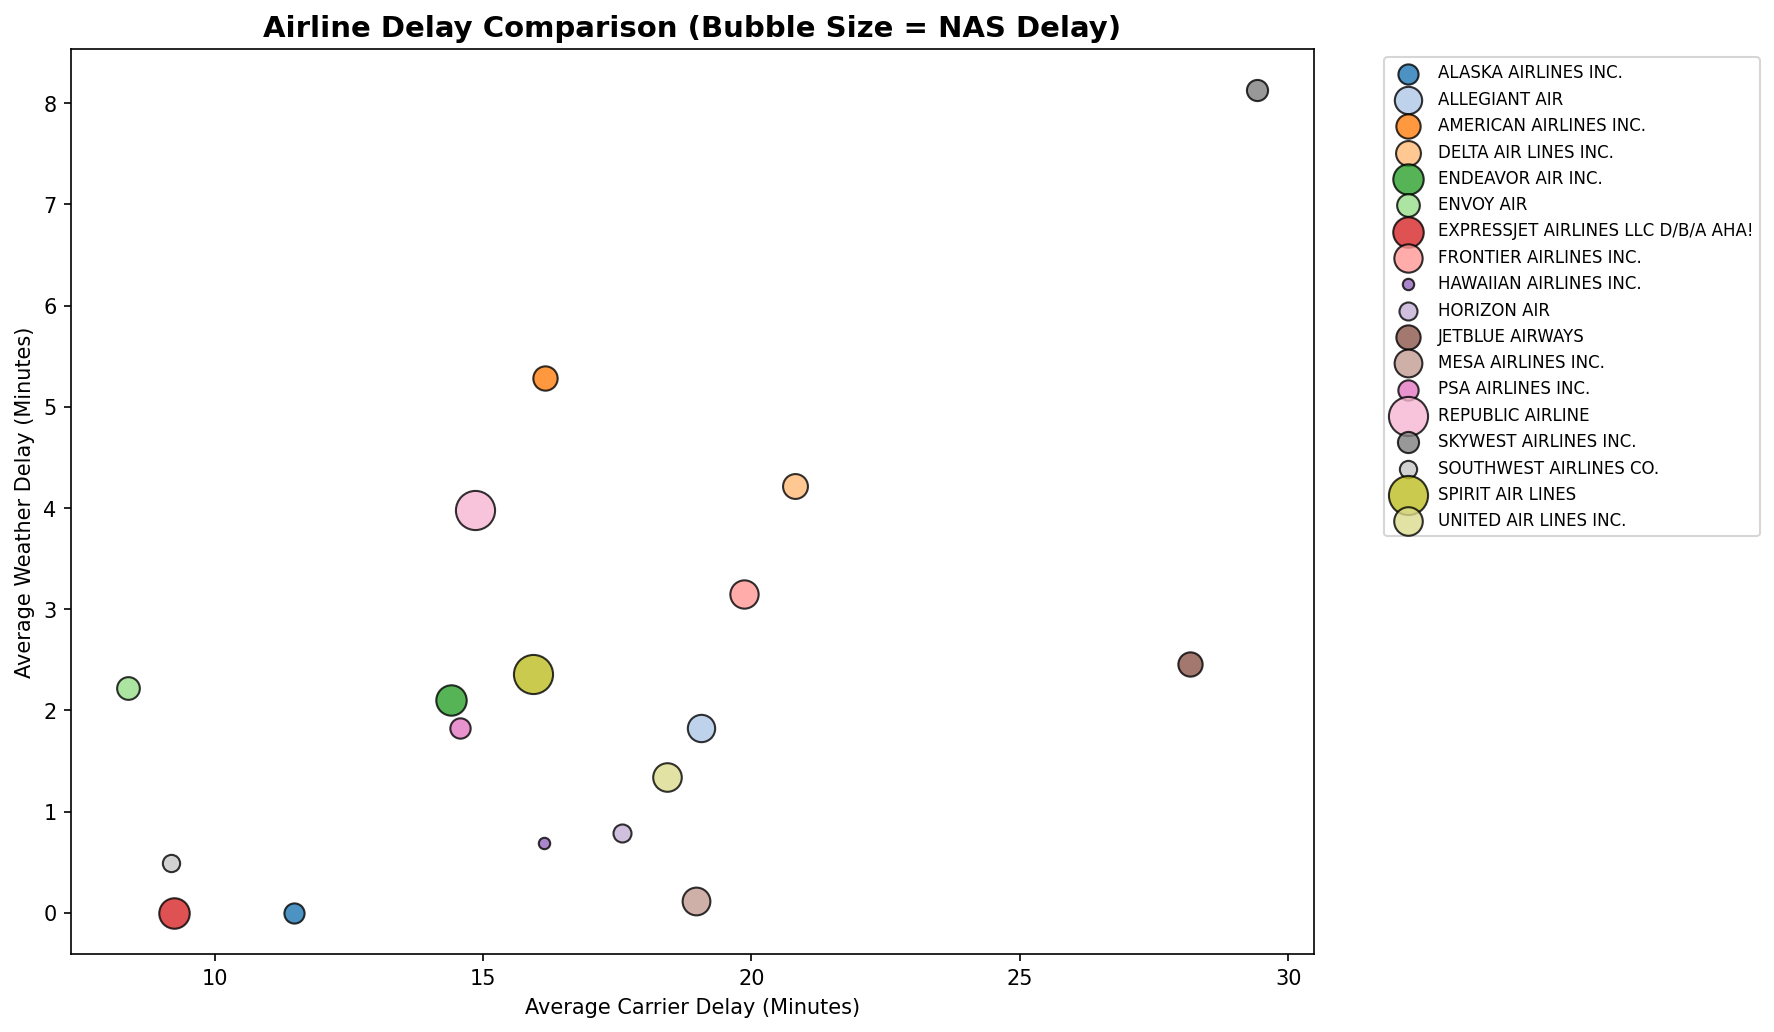 Airline Delay Comparison (Bubble Size = NAS Delay)
Average Weather Delay (Minutes)
8
7
6
5
4
3
2
1
0
10 15 20 25 30
Average Carrier Delay (Minutes)
ALASKA AIRLINES INC.
ALLEGIANT AIR
AMERICAN AIRLINES INC.
DELTA AIR LINES INC.
ENDEAVOR AIR INC.
ENVOY AIR
EXPRESSJET AIRLINES LLC D/B/A AHA!
FRONTIER AIRLINES INC.
HAWAIIAN AIRLINES INC.
HORIZON AIR
JETBLUE AIRWAYS
MESA AIRLINES INC.
PSA AIRLINES INC.
REPUBLIC AIRLINE
SKYWEST AIRLINES INC.
SOUTHWEST AIRLINES CO.
SPIRIT AIR LINES
UNITED AIR LINES INC.